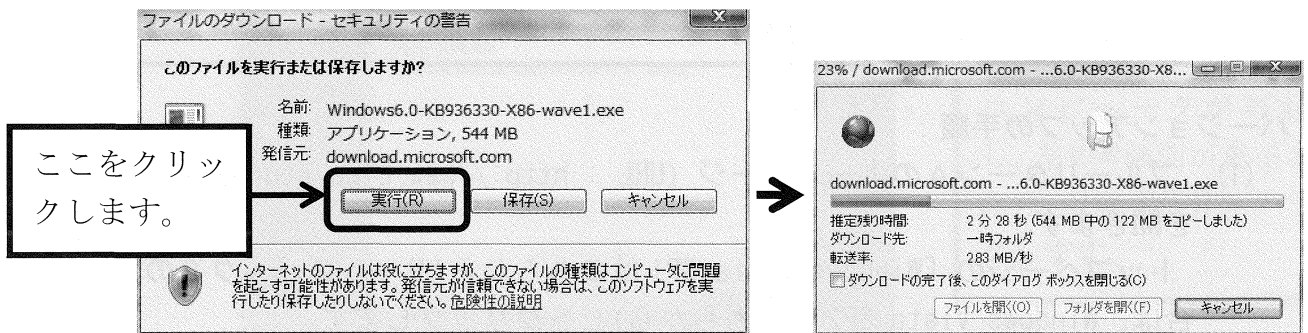 ファイルのダウンロード - セキュリティの警告
このファイルを実行または保存しますか?
名前: Windows6.0-KB936330-X86-wave1.exe
種類: アプリケーション, 544 MB
発信元: download.microsoft.com
実行(R) 保存(S) キャンセル
インターネットのファイルは役に立ちますが、このファイルの種類はコンピュータに問題
を起こす可能性があります。発信元が信頼できない場合は、このソフトウェアを実
行したり保存したりしないでください。危険性の説明
ここをクリッ
クします。
23% / download.microsoft.com - ...6.0-KB936330-X8...
download.microsoft.com - ...6.0-KB936330-X86-wave1.exe
推定残り時間: 2 分 28 秒 (544 MB 中の 122 MB をコピーしました)
ダウンロード先: 一時フォルダ
転送率: 2.83 MB/秒
ダウンロードの完了後、このダイアログ ボックスを閉じる(C)
ファイルを開く(O) フォルダを開く(F) キャンセル